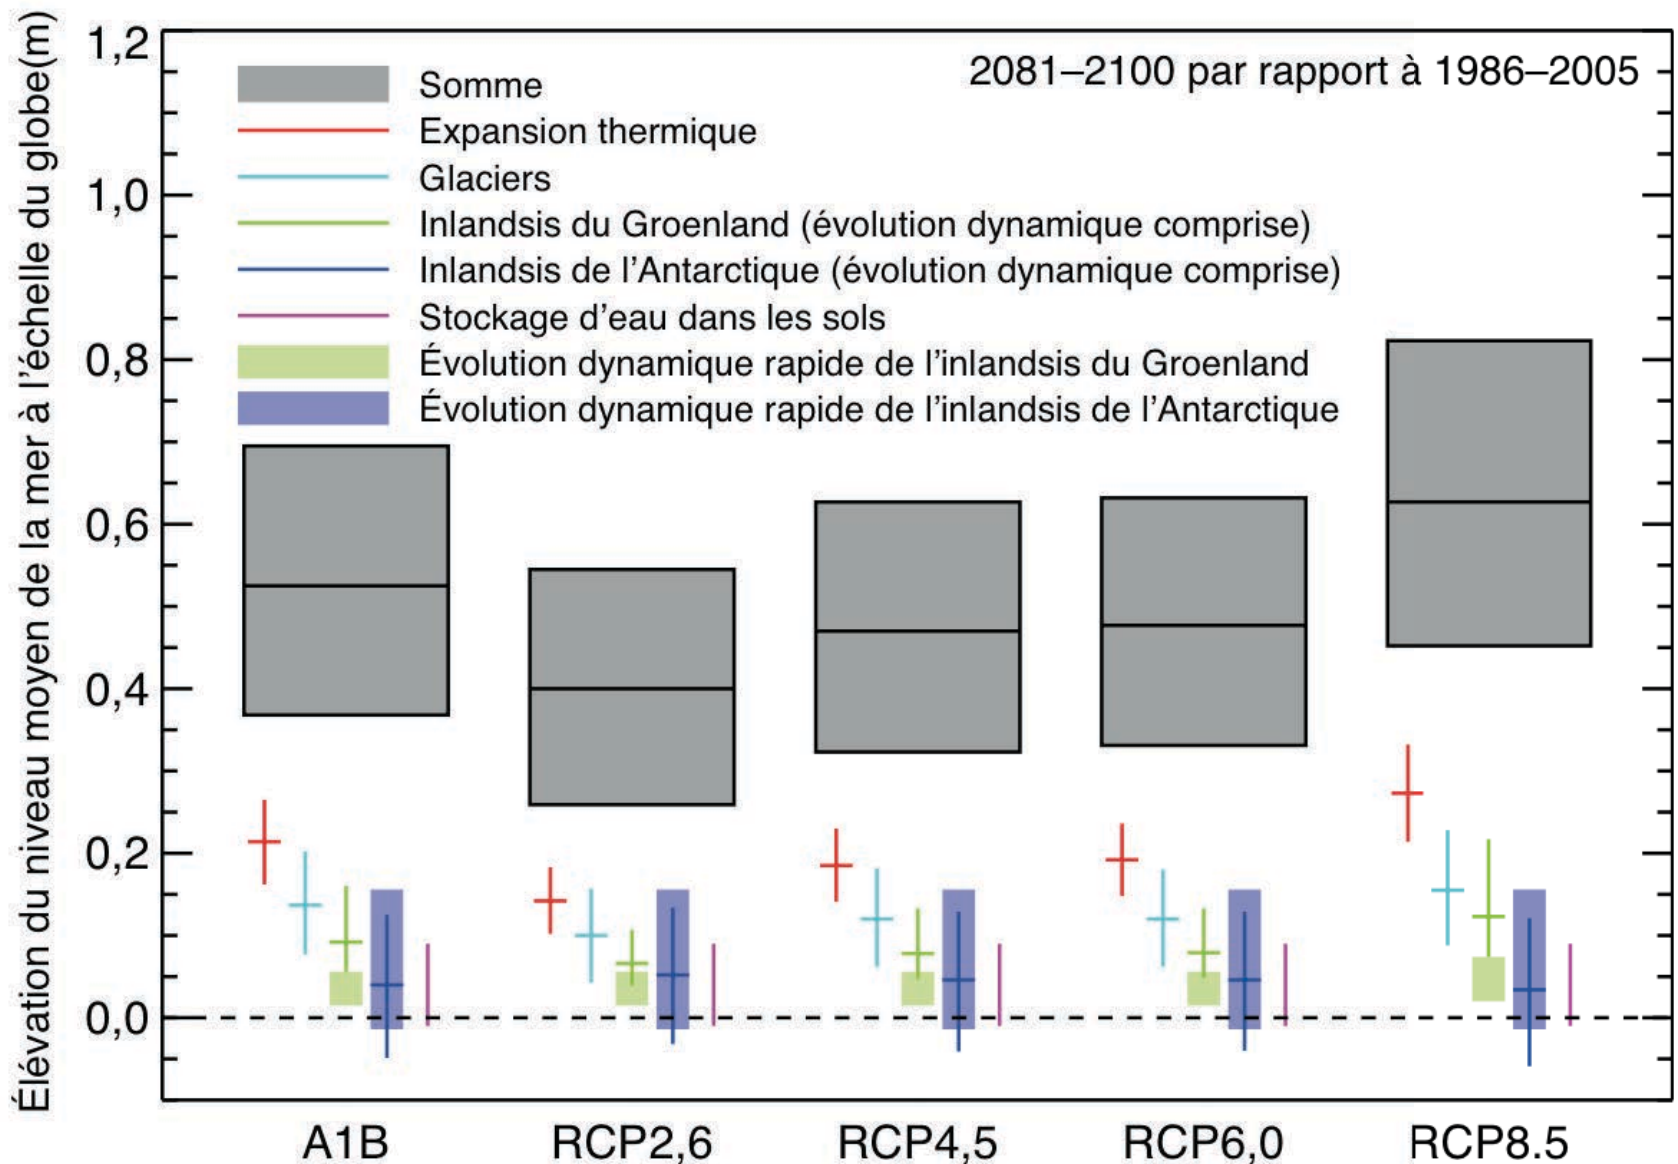 Élévation du niveau moyen de la mer à l'échelle du globe(m)
1,2
1,0
0,8
0,6
0,4
0,2
0,0
2081–2100 par rapport à 1986–2005
Somme
Expansion thermique
Glaciers
Inlandsis du Groenland (évolution dynamique comprise)
Inlandsis de l'Antarctique (évolution dynamique comprise)
Stockage d'eau dans les sols
Évolution dynamique rapide de l'inlandsis du Groenland
Évolution dynamique rapide de l'inlandsis de l'Antarctique
A1B
RCP2,6
RCP4,5
RCP6,0
RCP8.5